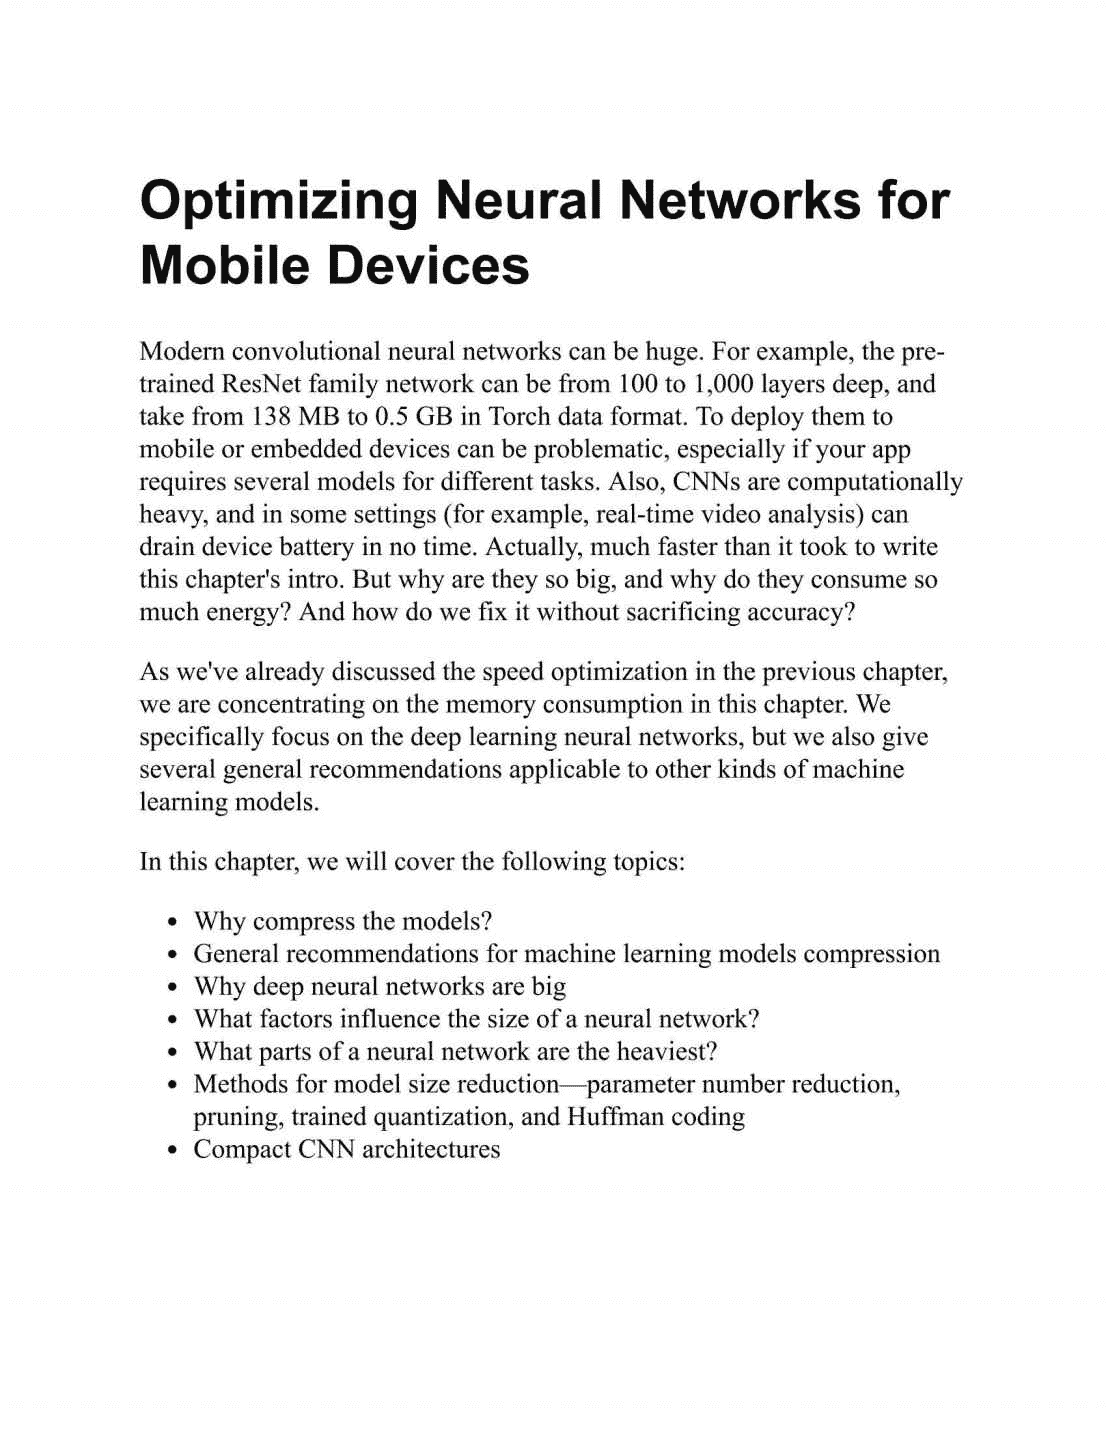 Optimizing Neural Networks for
Mobile Devices
Modern convolutional neural networks can be huge. For example, the pre-
trained ResNet family network can be from 100 to 1,000 layers deep, and
take from 138 MB to 0.5 GB in Torch data format. To deploy them to
mobile or embedded devices can be problematic, especially if your app
requires several models for different tasks. Also, CNNs are computationally
heavy, and in some settings (for example, real-time video analysis) can
drain device battery in no time. Actually, much faster than it took to write
this chapter's intro. But why are they so big, and why do they consume so
much energy? And how do we fix it without sacrificing accuracy?
As we've already discussed the speed optimization in the previous chapter,
we are concentrating on the memory consumption in this chapter. We
specifically focus on the deep learning neural networks, but we also give
several general recommendations applicable to other kinds of machine
learning models.
In this chapter, we will cover the following topics:
• Why compress the models?
• General recommendations for machine learning models compression
• Why deep neural networks are big
• What factors influence the size of a neural network?
• What parts of a neural network are the heaviest?
• Methods for model size reduction—parameter number reduction,
pruning, trained quantization, and Huffman coding
• Compact CNN architectures